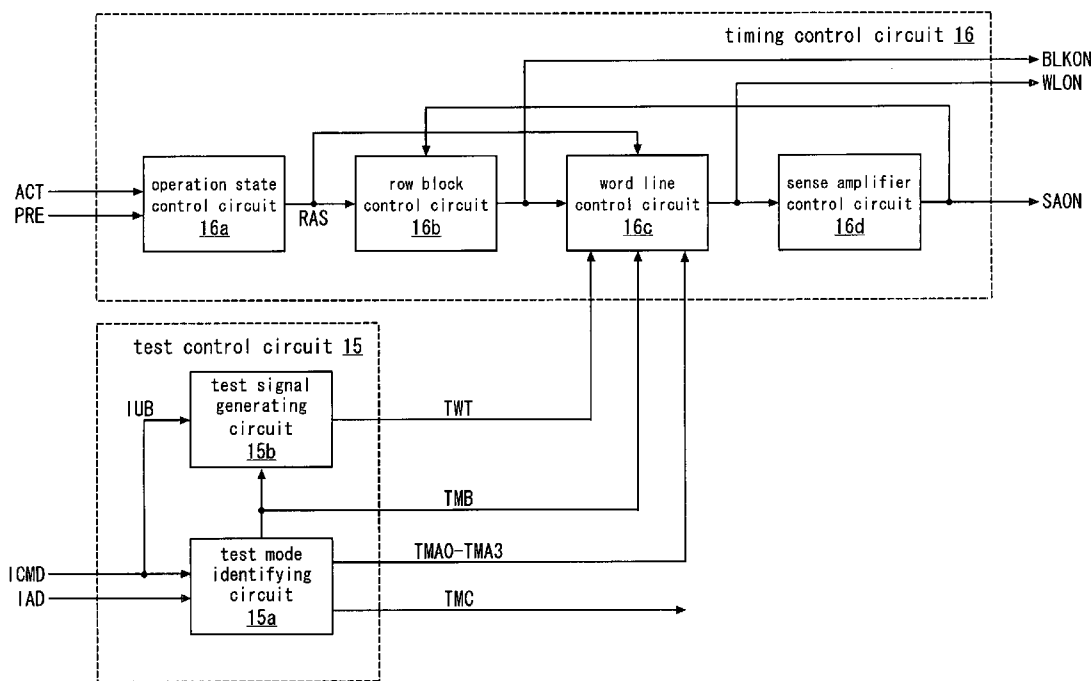 timing control circuit 16
BLKON
WLON
ACT
PRE
operation state
control circuit
16a
RAS
row block
control circuit
16b
word line
control circuit
16c
sense amplifier
control circuit
16d
SAON
test control circuit 15
IUB
test signal
generating
circuit
15b
TWT
TMB
ICMD
IAD
test mode
identifying
circuit
15a
TMA0-TMA3
TMC